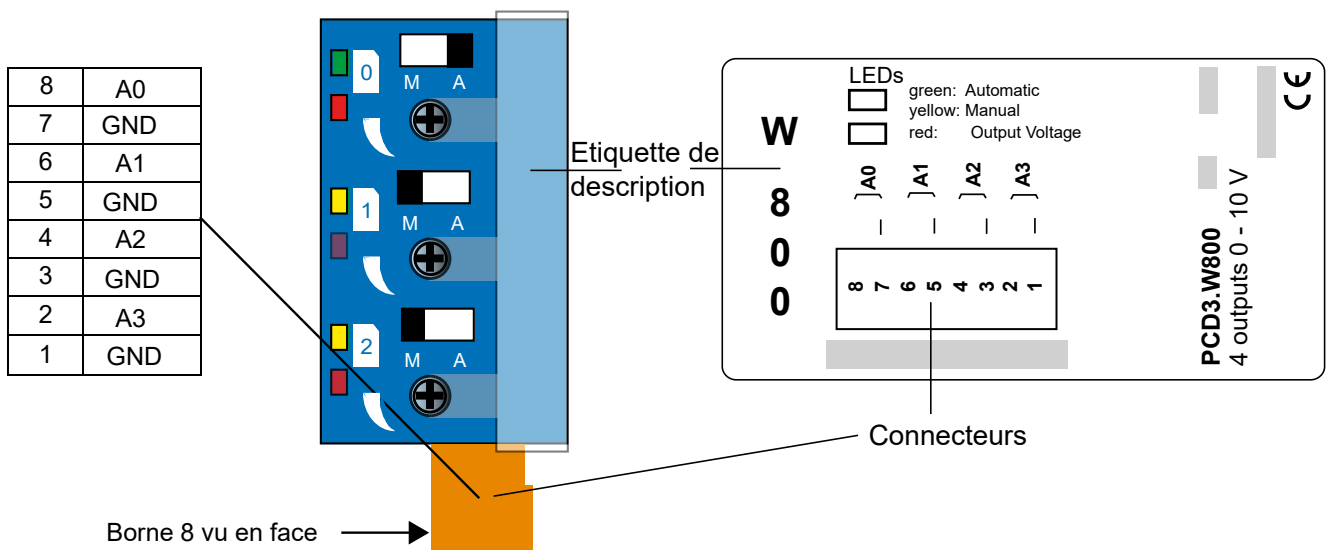 8 A0
7 GND
6 A1
5 GND
4 A2
3 GND
2 A3
1 GND
0
M A
1
M A
2
M A
Etiquette de
description
Borne 8 vu en face
Connecteurs
W
8
0
0
LEDs
green: Automatic
yellow: Manual
red: Output Voltage
A0 A1 A2 A3
8 7 6 5 4 3 2 1
PCD3.W800
4 outputs 0 - 10 V
CE